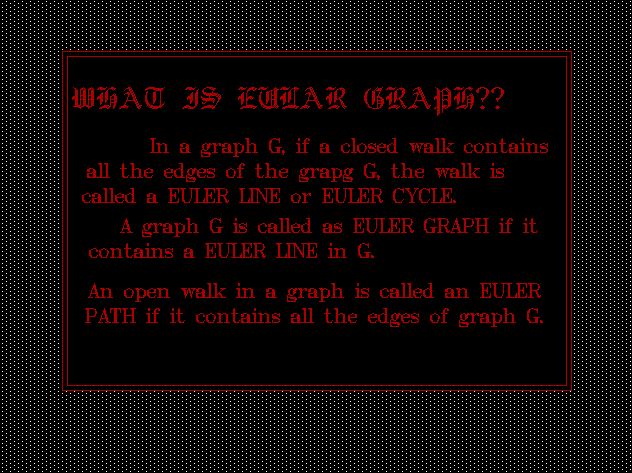 WHAT IS EULAR GRAPH??
In a graph G, if a closed walk contains
all the edges of the grapg G, the walk is
called a EULER LINE or EULER CYCLE.
A graph G is called as EULER GRAPH if it
contains a EULER LINE in G.
An open walk in a graph is called an EULER
PATH if it contains all the edges of graph G.